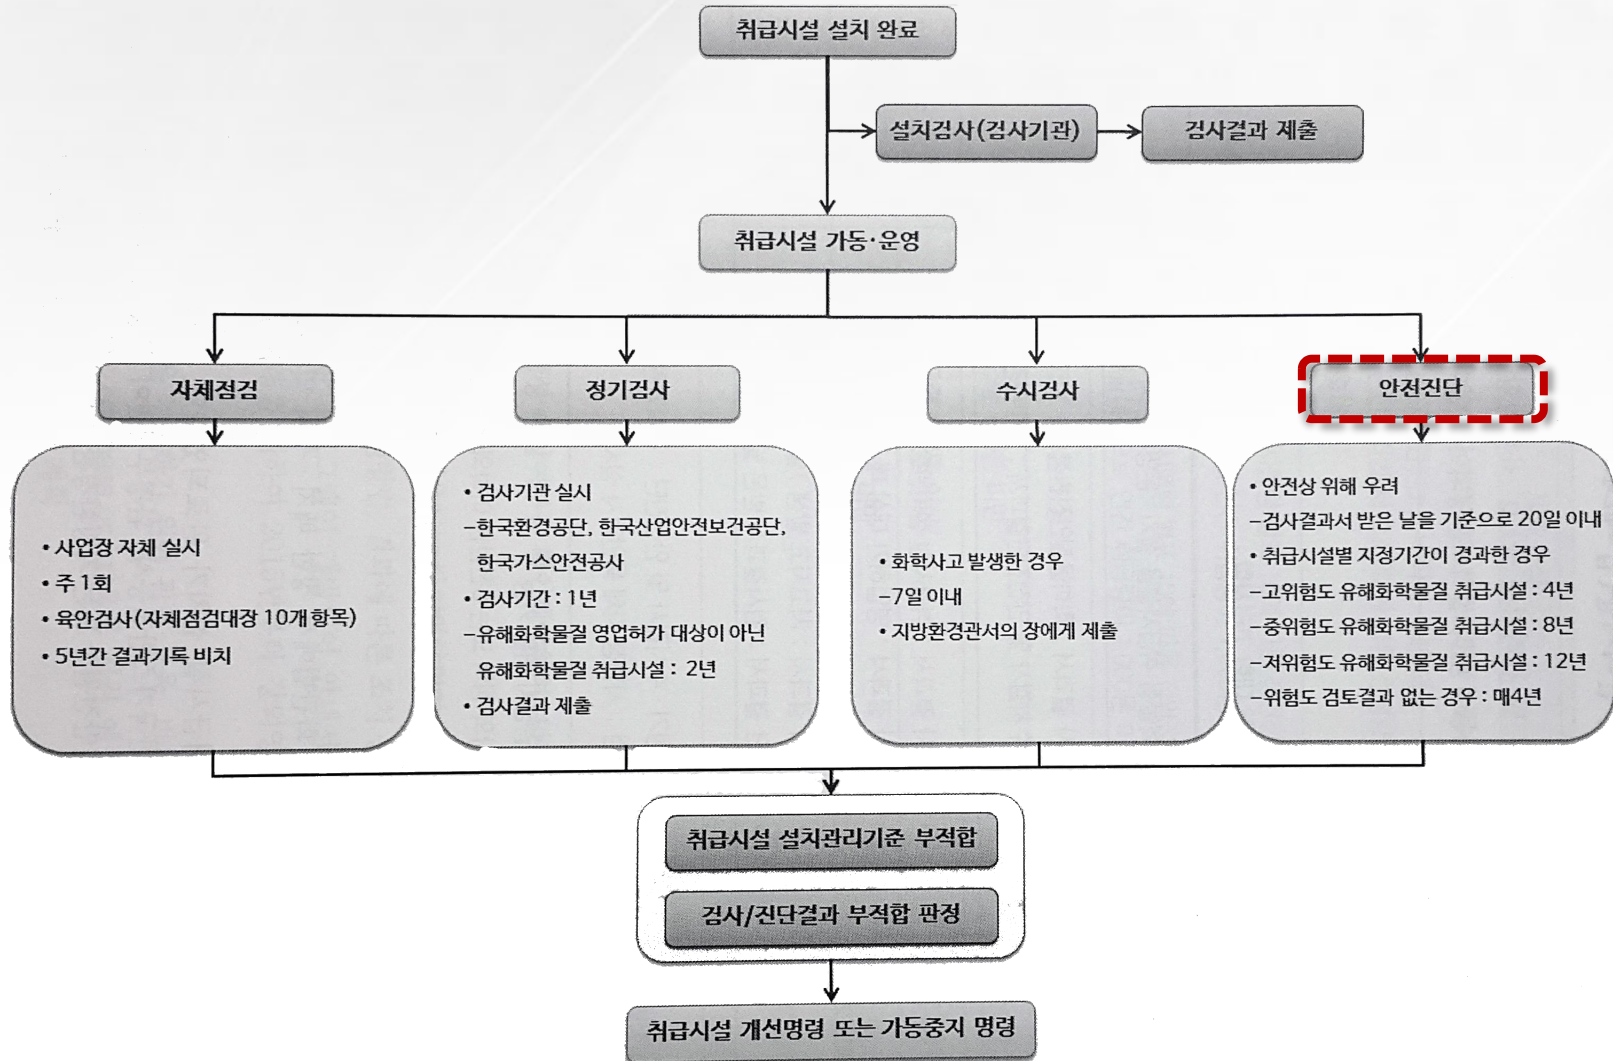 취급시설 설치 완료
설치검사(검사기관)
검사결과 제출
취급시설 가동·운영
자체점검
정기검사
수시검사
안전진단
• 사업장 자체 실시
• 주 1회
• 육안검사(자체점검대장 10개 항목)
• 5년간 결과기록 비치
• 검사기관 실시
-한국환경공단, 한국산업안전보건공단,
한국가스안전공사
• 검사기간 : 1년
-유해화학물질 영업허가 대상이 아닌
유해화학물질 취급시설 : 2년
• 검사결과 제출
• 화학사고 발생한 경우
-7일 이내
• 지방환경관서의 장에게 제출
• 안전상 위해 우려
-검사결과서 받은 날을 기준으로 20일 이내
• 취급시설별 지정기간이 경과한 경우
-고위험도 유해화학물질 취급시설 : 4년
-중위험도 유해화학물질 취급시설 : 8년
-저위험도 유해화학물질 취급시설 : 12년
-위험도 검토결과 없는 경우 : 매4년
취급시설 설치관리기준 부적합
검사/진단결과 부적합 판정
취급시설 개선명령 또는 가동중지 명령